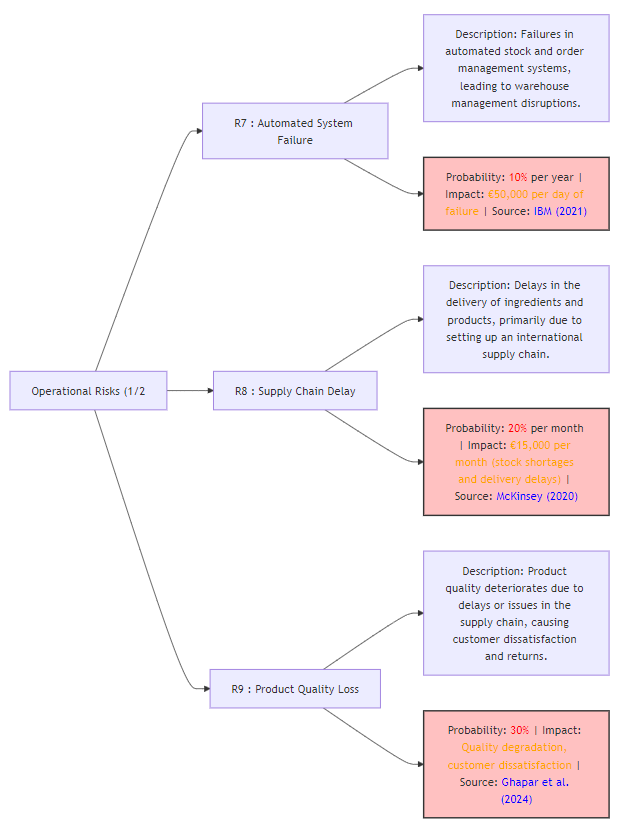 Operational Risks (1/2
R7 : Automated System
Failure
Description: Failures in
automated stock and order
management systems,
leading to warehouse
management disruptions.
Probability: 10% per year |
Impact: €50,000 per day of
failure | Source: IBM (2021)
R8 : Supply Chain Delay
Description: Delays in the
delivery of ingredients and
products, primarily due to
setting up an international
supply chain.
Probability: 20% per month
| Impact: €15,000 per
month (stock shortages
and delivery delays) |
Source: McKinsey (2020)
R9 : Product Quality Loss
Description: Product
quality deteriorates due to
delays or issues in the
supply chain, causing
customer dissatisfaction
and returns.
Probability: 30% | Impact:
Quality degradation,
customer dissatisfaction |
Source: Ghapar et al.
(2024)